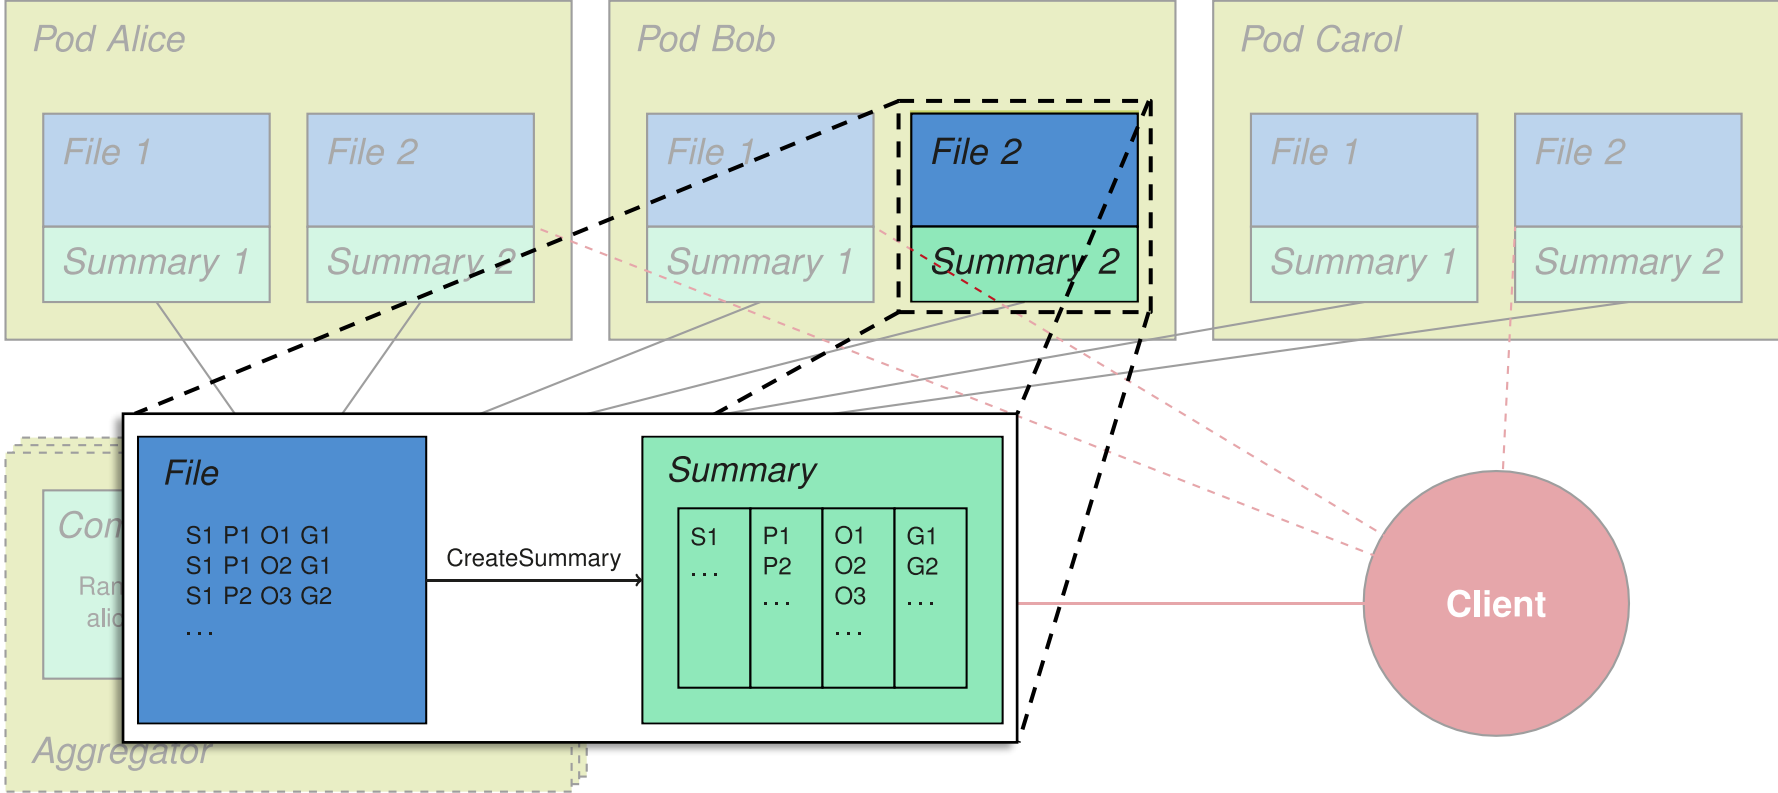 Pod Alice
Pod Bob
Pod Carol
File 1
File 2
File 1
File 2
File 1
File 2
Summary 1
Summary 2
Summary 1
Summary 2
Summary 1
Summary 2
File
S1 P1 O1 G1
S1 P1 O2 G1
S1 P2 O3 G2
...
CreateSummary
Summary
S1
...
P1
P2
...
O1
O2
O3
...
G1
G2
...
Client
Aggregator